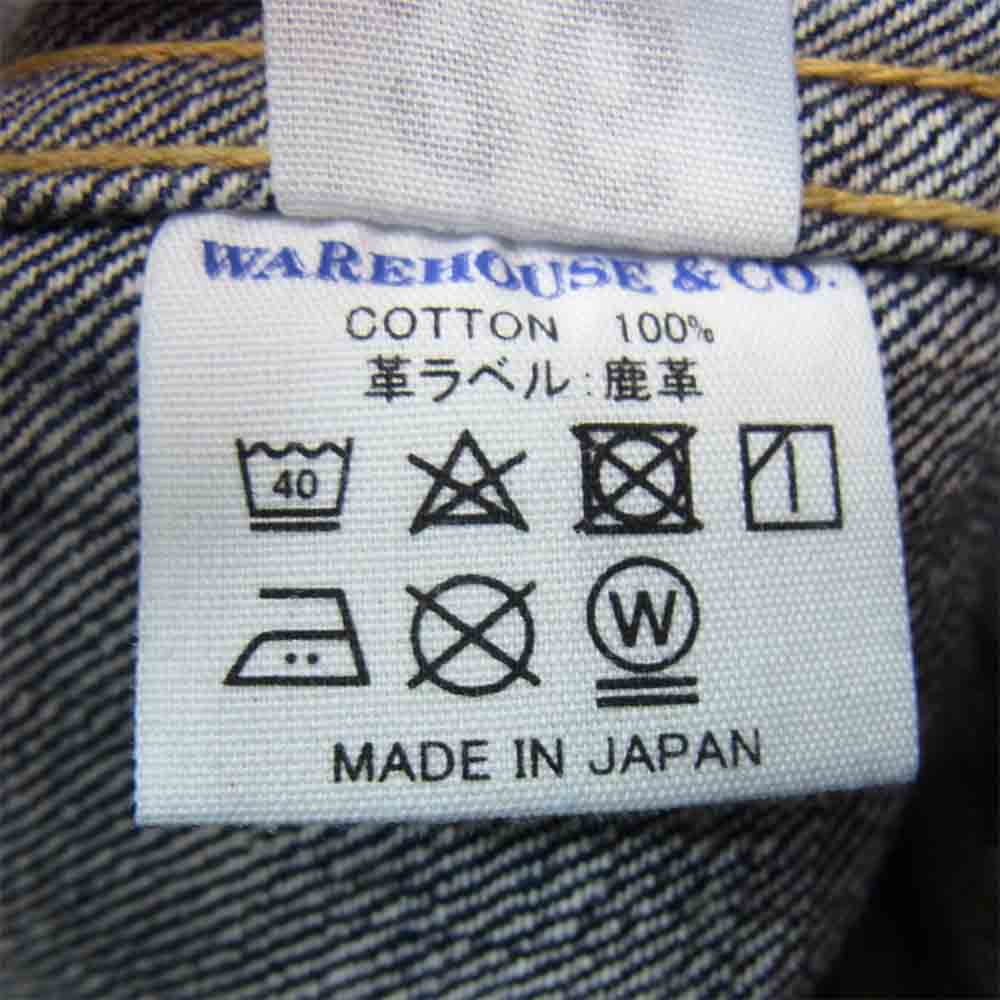 WAREHOUSE & CO.
COTTON 100%
革ラベル:鹿革
40
W
MADE IN JAPAN